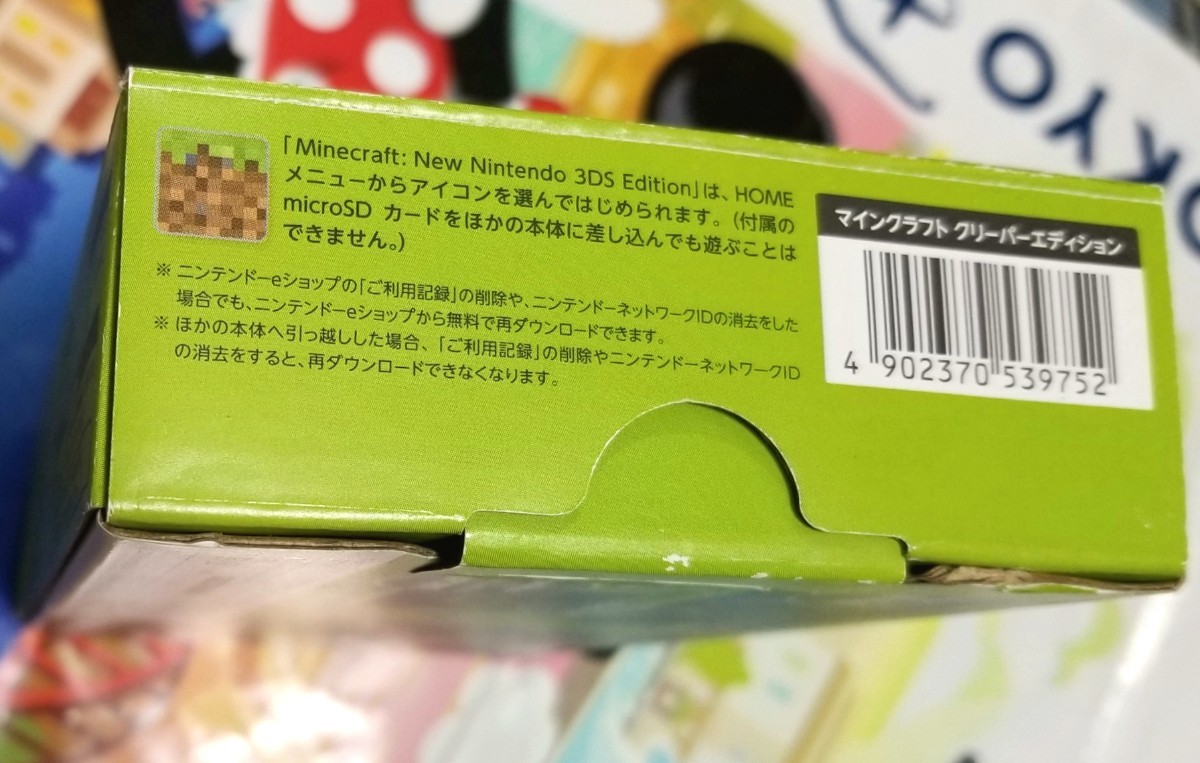 「Minecraft: New Nintendo 3DS Edition」は、HOME
メニューからアイコンを選んではじめられます。（付属の
microSD カードをほかの本体に差し込んでも遊ぶことは
できません。）
※ ニンテンドーeショップの「ご利用記録」の削除や、ニンテンドーネットワークIDの消去をした
場合でも、ニンテンドーeショップから無料で再ダウンロードできます。
※ ほかの本体へ引っ越しした場合、「ご利用記録」の削除やニンテンドーネットワークID
の消去をすると、再ダウンロードできなくなります。
マインクラフト クリーパーエディション
4 902370 539752
OKYO